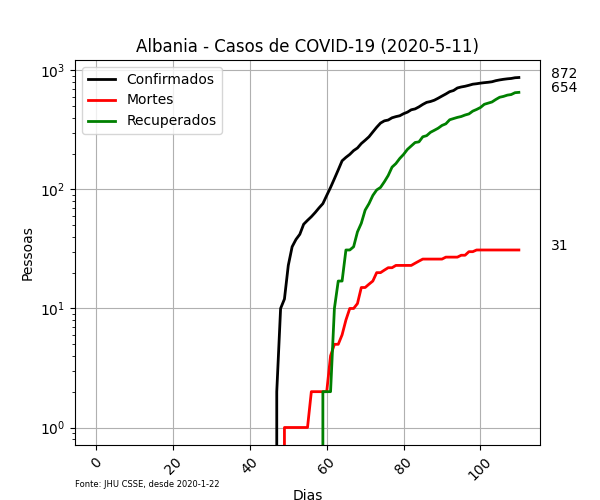 Albania - Casos de COVID-19 (2020-5-11)
Confirmados
Mortes
Recuperados
872
654
31
10³
10²
10¹
10⁰
Pessoas
0
20
40
60
80
100
Dias
Fonte: JHU CSSE, desde 2020-1-22